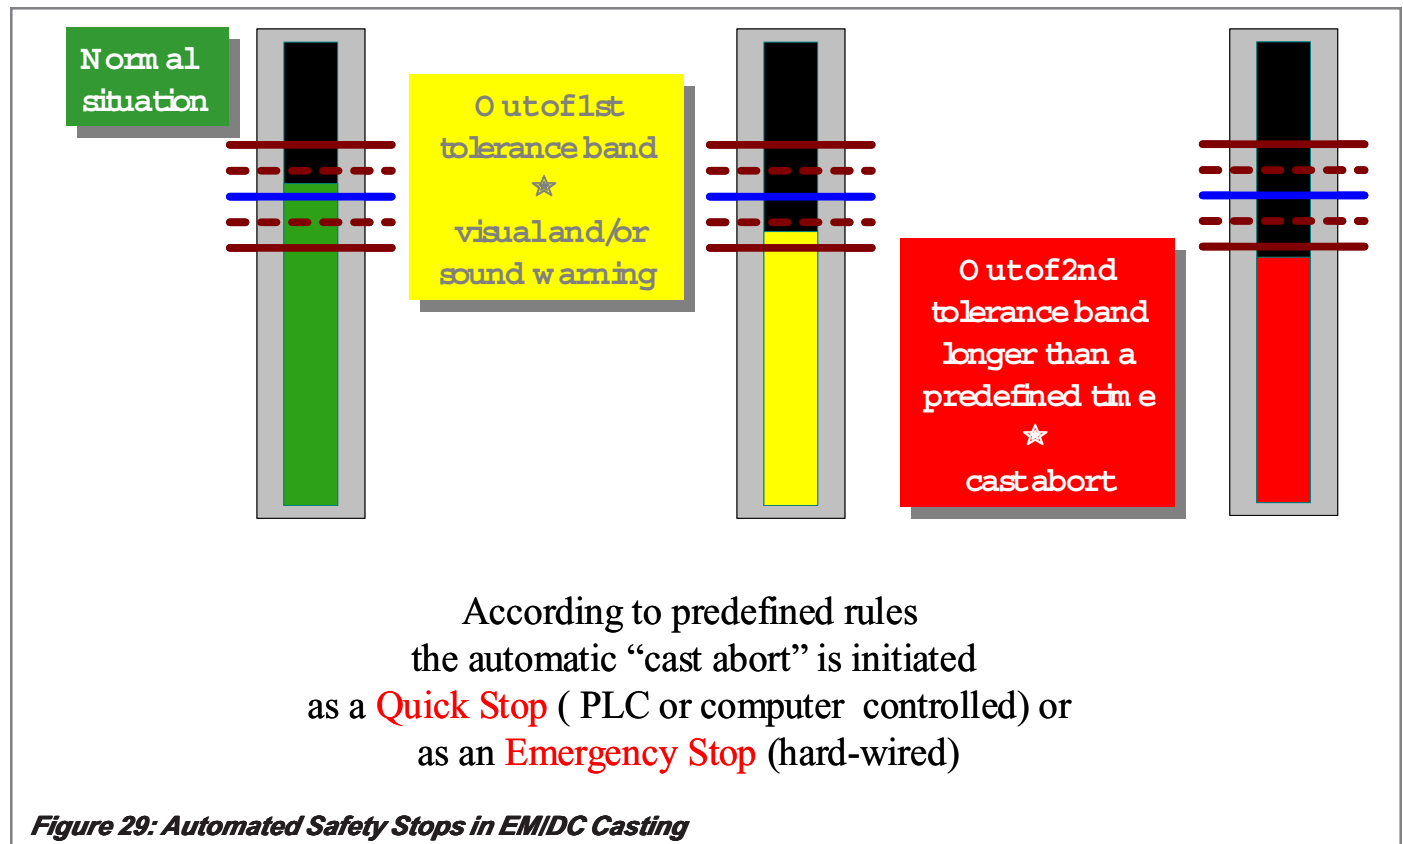 Normal
situation
Out of 1st
tolerance band
✯
visual and/or
sound warning
Out of 2nd
tolerance band
longer than a
predefined time
✯
cast abort
According to predefined rules
the automatic “cast abort” is initiated
as a Quick Stop ( PLC or computer controlled) or
as an Emergency Stop (hard-wired)
Figure 29: Automated Safety Stops in EM/DC Casting